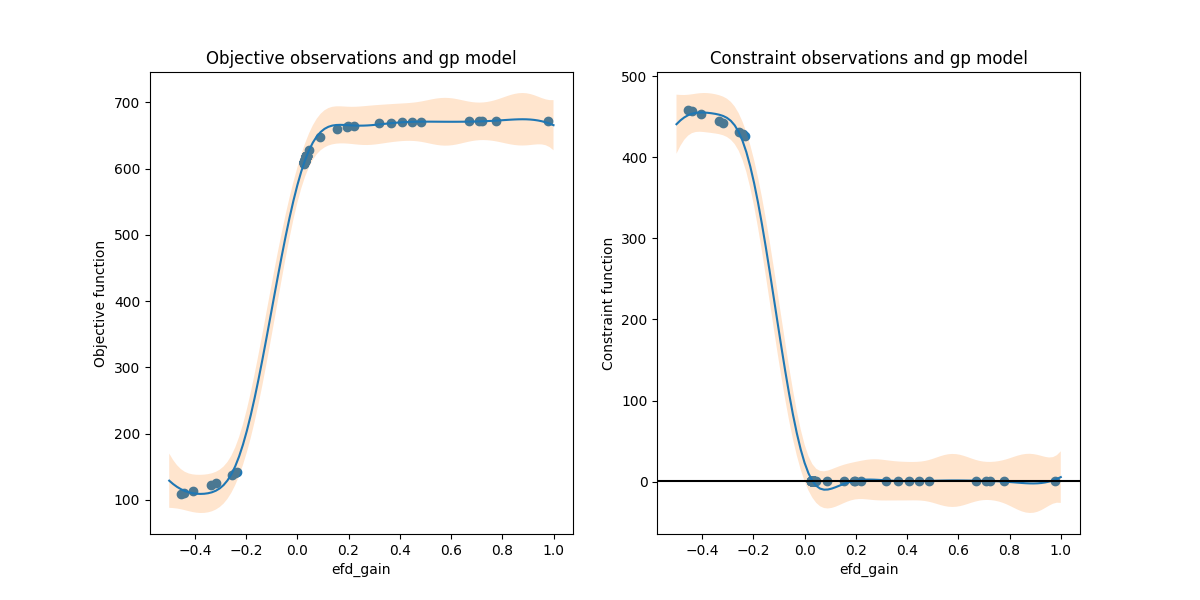 Objective observations and gp model
Objective function
700
600
500
400
300
200
100
−0.4 −0.2 0.0 0.2 0.4 0.6 0.8 1.0
efd_gain
Constraint observations and gp model
Constraint function
500
400
300
200
100
0
−0.4 −0.2 0.0 0.2 0.4 0.6 0.8 1.0
efd_gain